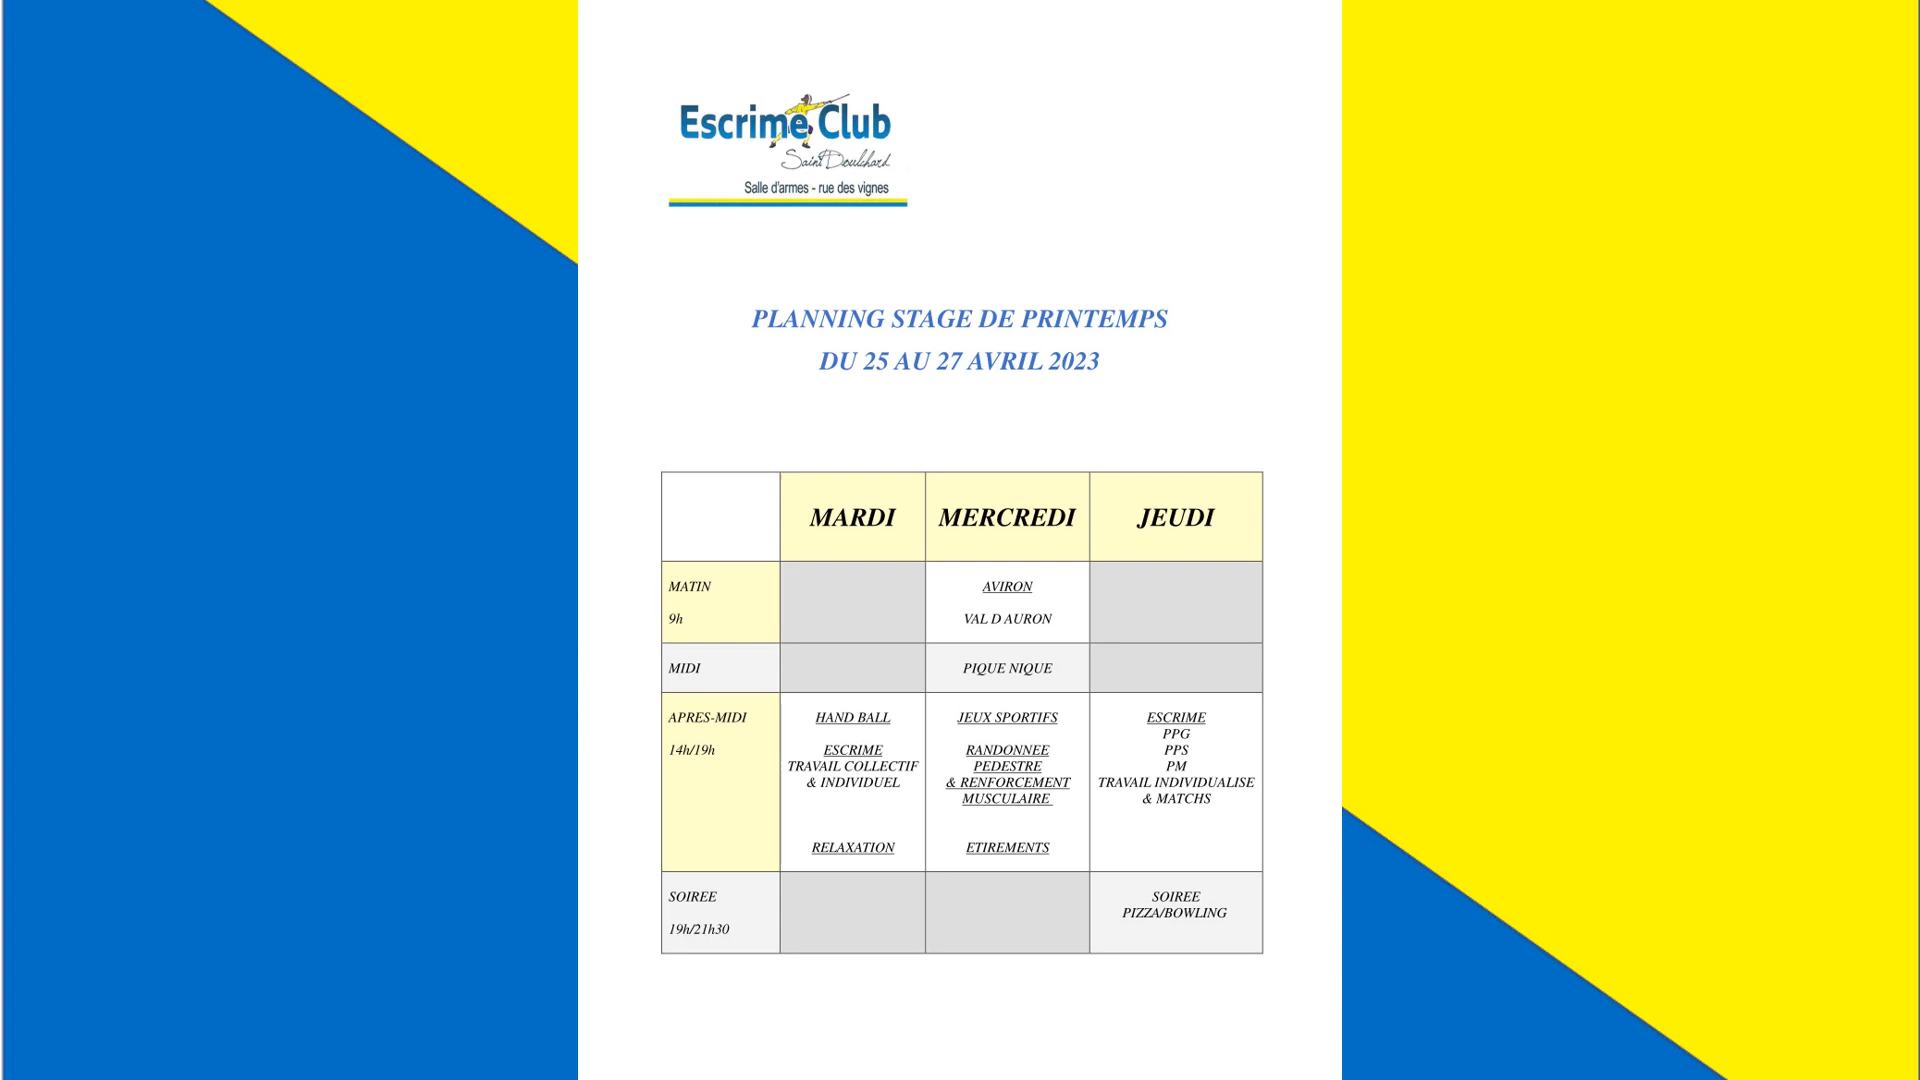 Escrime Club
Saint Doulchard
Salle d'armes - rue des vignes
PLANNING STAGE DE PRINTEMPS
DU 25 AU 27 AVRIL 2023
MARDI
MERCREDI
JEUDI
MATIN
9h
AVIRON
VAL D AURON
MIDI
PIQUE NIQUE
APRES-MIDI
14h/19h
HAND BALL
ESCRIME
TRAVAIL COLLECTIF
& INDIVIDUEL
RELAXATION
JEUX SPORTIFS
RANDONNEE
PEDESTRE
& RENFORCEMENT
MUSCULAIRE
ETIREMENTS
ESCRIME
PPG
PPS
PM
TRAVAIL INDIVIDUALISE
& MATCHS
SOIREE
19h/21h30
SOIREE
PIZZA/BOWLING